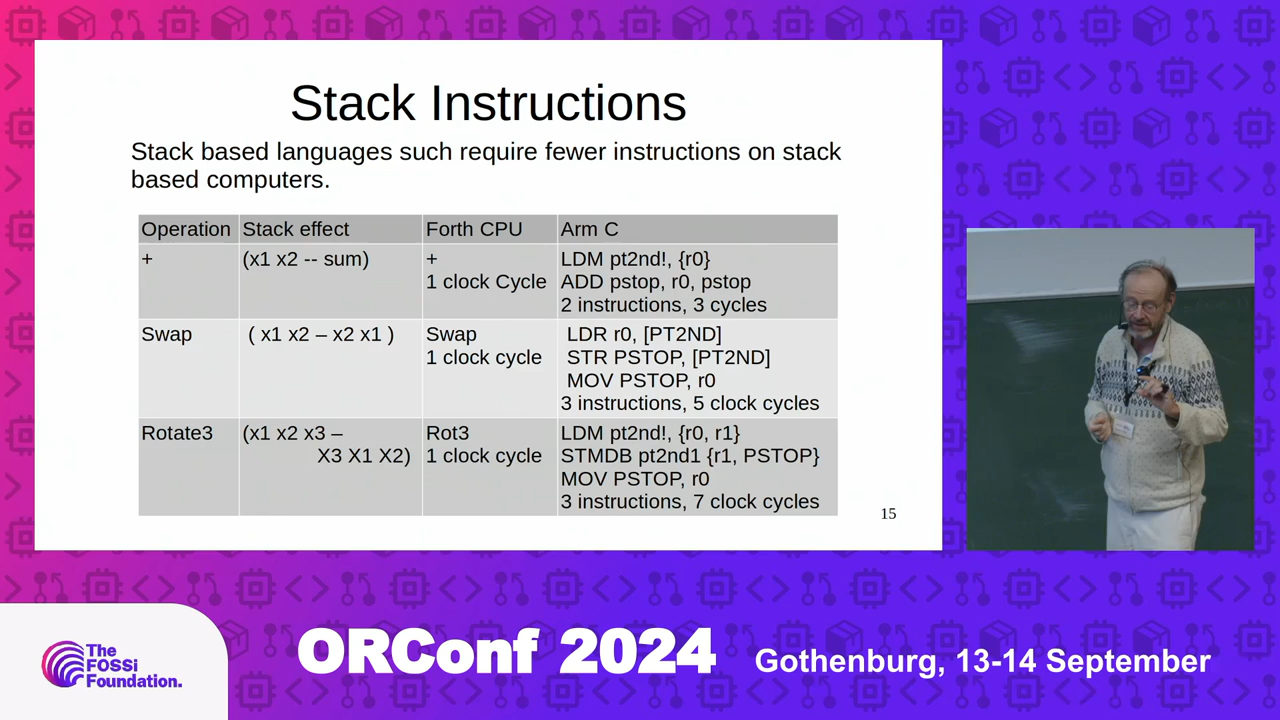 Stack Instructions
Stack based languages such require fewer instructions on stack
based computers.
Operation Stack effect Forth CPU Arm C
+ (x1 x2 -- sum) + LDM pt2nd!, {r0}
1 clock Cycle ADD pstop, r0, pstop
2 instructions, 3 cycles
Swap ( x1 x2 – x2 x1 ) Swap LDR r0, [PT2ND]
1 clock cycle STR PSTOP, [PT2ND]
MOV PSTOP, r0
3 instructions, 5 clock cycles
Rotate3 (x1 x2 x3 – Rot3 LDM pt2nd!, {r0, r1}
X3 X1 X2) 1 clock cycle STMDB pt2nd1 {r1, PSTOP}
MOV PSTOP, r0
3 instructions, 7 clock cycles
15
The
FOSSi
Foundation.
ORConf 2024 Gothenburg, 13-14 September